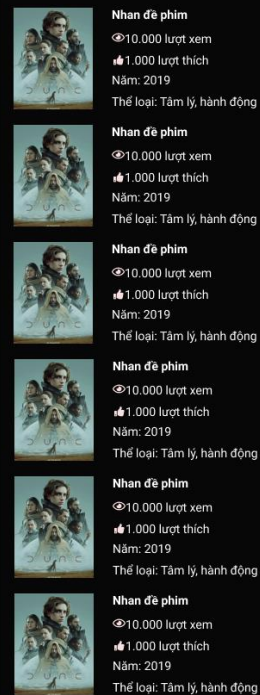 Nhan đề phim
10.000 lượt xem
1.000 lượt thích
Năm: 2019
Thể loại: Tâm lý, hành động
DUNC
Nhan đề phim
10.000 lượt xem
1.000 lượt thích
Năm: 2019
Thể loại: Tâm lý, hành động
DUNC
Nhan đề phim
10.000 lượt xem
1.000 lượt thích
Năm: 2019
Thể loại: Tâm lý, hành động
DUNC
Nhan đề phim
10.000 lượt xem
1.000 lượt thích
Năm: 2019
Thể loại: Tâm lý, hành động
DUNC
Nhan đề phim
10.000 lượt xem
1.000 lượt thích
Năm: 2019
Thể loại: Tâm lý, hành động
DUNC
Nhan đề phim
10.000 lượt xem
1.000 lượt thích
Năm: 2019
Thể loại: Tâm lý, hành động
DUNC